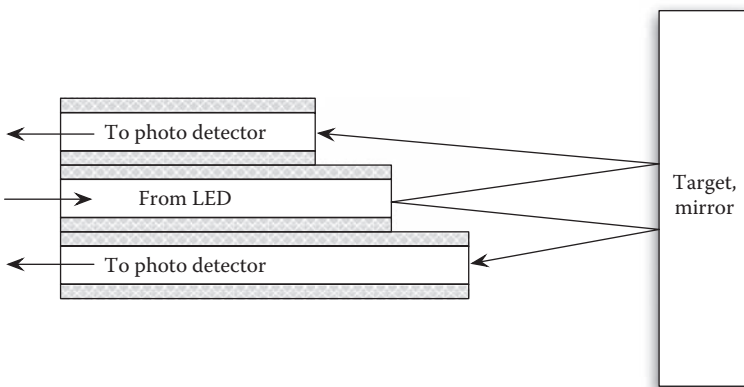 To photo detector
From LED
To photo detector
Target,
mirror